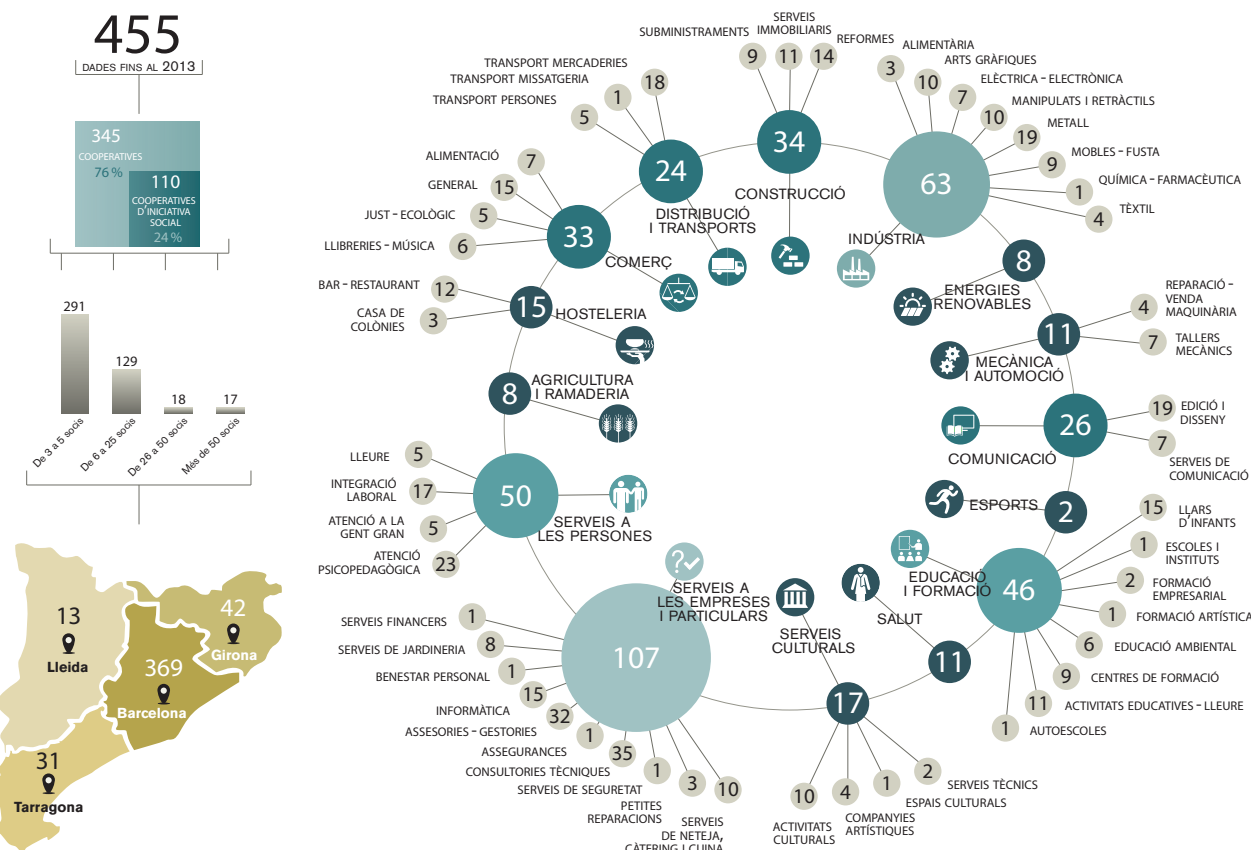 455
DADES FINS AL 2013
345
COOPERATIVES
76 %
110
COOPERATIVES
D'INICIATIVA
SOCIAL
24 %
291
129
18
17
De 3 a 5 socis
De 6 a 25 socis
De 26 a 50 socis
Més de 50 socis
13
Lleida
42
Girona
369
Barcelona
31
Tarragona
34
CONSTRUCCIÓ
SUBMINISTRAMENTS
9
SERVEIS
IMMOBILIARIS
11
REFORMES
14
63
INDÚSTRIA
ALIMENTÀRIA
3
ARTS GRÀFIQUES
10
ELÈCTRICA – ELECTRÒNICA
7
MANIPULATS I RETRÀCTILS
10
METALL
19
MOBLES – FUSTA
9
QUÍMICA – FARMACÈUTICA
1
TÈXTIL
4
8
ENERGIES
RENOVABLES
11
MECÀNICA
I AUTOMOCIÓ
REPARACIÓ –
VENDA
MAQUINÀRIA
4
TALLERS
MECÀNICS
7
26
COMUNICACIÓ
19
EDICIÓ I
DISSENY
7
SERVEIS DE
COMUNICACIÓ
2
ESPORTS
46
EDUCACIÓ
I FORMACIÓ
15
LLARS
D'INFANTS
1
ESCOLES I
INSTITUTS
2
FORMACIÓ
EMPRESARIAL
1
FORMACIÓ ARTÍSTICA
6
EDUCACIÓ AMBIENTAL
9
CENTRES DE FORMACIÓ
11
ACTIVITATS EDUCATIVES – LLEURE
1
AUTOESCOLES
11
SALUT
17
SERVEIS
CULTURALS
10
ACTIVITATS
CULTURALS
4
COMPANYIES
ARTÍSTIQUES
1
ESPAIS CULTURALS
2
SERVEIS TÈCNICS
107
SERVEIS A
LES EMPRESES
I PARTICULARS
SERVEIS FINANCERS
1
SERVEIS DE JARDINERIA
8
BENESTAR PERSONAL
1
INFORMÀTICA
15
ASSESORIES – GESTORIES
32
ASSEGURANCES
1
CONSULTORIES TÈCNIQUES
35
SERVEIS DE SEGURETAT
1
PETITES
REPARACIONS
3
SERVEIS
DE NETEJA,
CÀTERING I CUINA
10
50
SERVEIS A
LES PERSONES
LLEURE
5
INTEGRACIÓ
LABORAL
17
ATENCIÓ A LA
GENT GRAN
5
ATENCIÓ
PSICOPEDAGÒGICA
23
8
AGRICULTURA
I RAMADERIA
15
HOSTELERIA
BAR – RESTAURANT
12
CASA DE
COLÒNIES
3
33
COMERÇ
ALIMENTACIÓ
7
GENERAL
15
JUST – ECOLÒGIC
5
LLIBRERIES – MÚSICA
6
24
DISTRIBUCIÓ
I TRANSPORTS
TRANSPORT MERCADERIES
18
TRANSPORT MISSATGERIA
1
TRANSPORT PERSONES
5